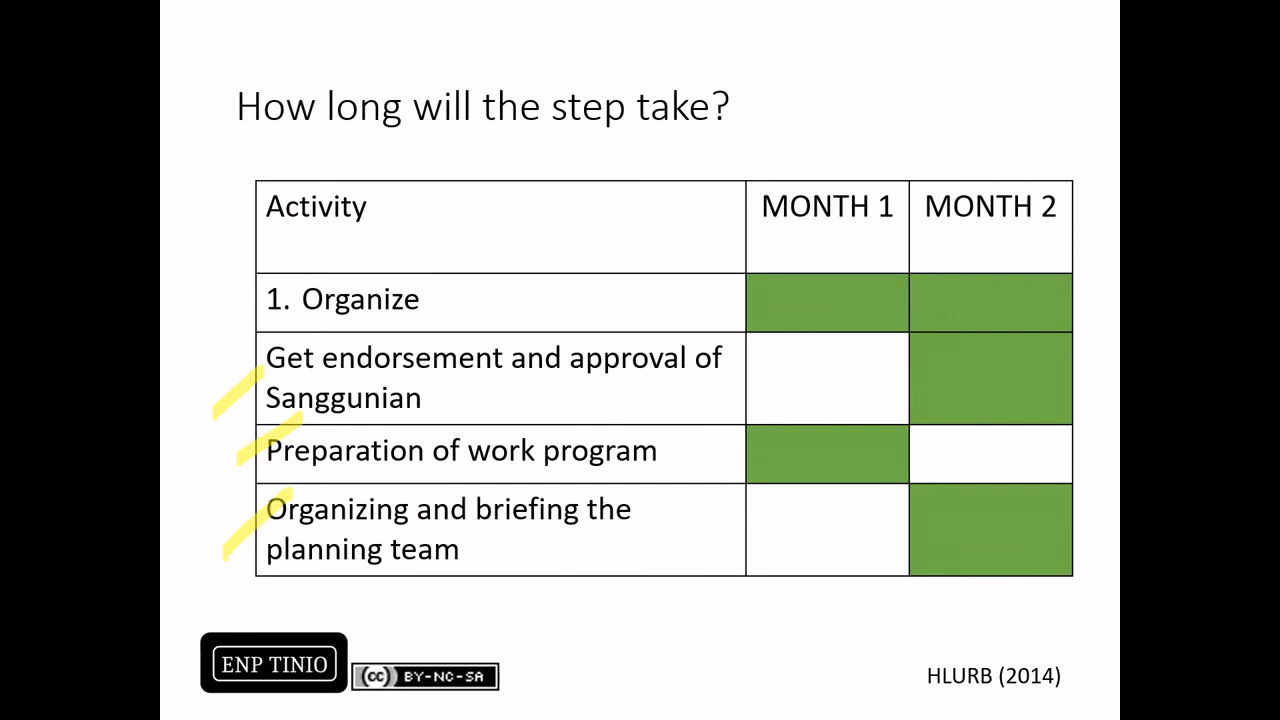 How long will the step take?
Activity MONTH 1 MONTH 2
1. Organize
Get endorsement and approval of
Sanggunian
Preparation of work program
Organizing and briefing the
planning team
ENP TINIO
cc BY-NC-SA
HLURB (2014)